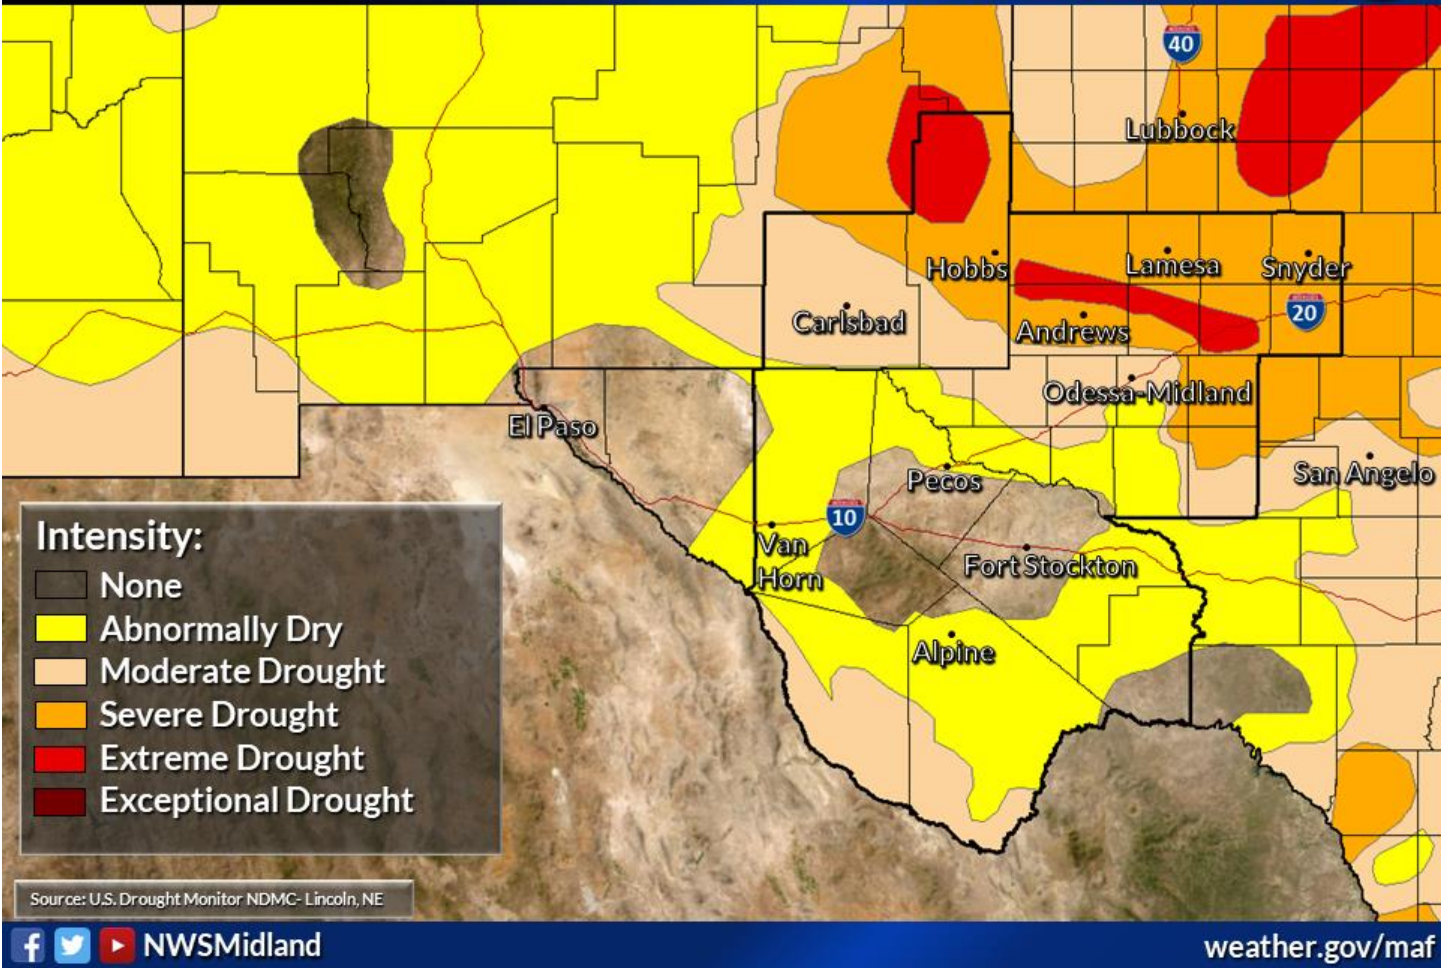 40
Lubbock
Hobbs
Lamesa
Snyder
Carlsbad
Andrews
20
Odessa-Midland
El Paso
Pecos
San Angelo
10
Van
Horn
Fort Stockton
Alpine
Intensity:
None
Abnormally Dry
Moderate Drought
Severe Drought
Extreme Drought
Exceptional Drought
Source: U.S. Drought Monitor NDMC- Lincoln, NE
NWSMidland
weather.gov/maf